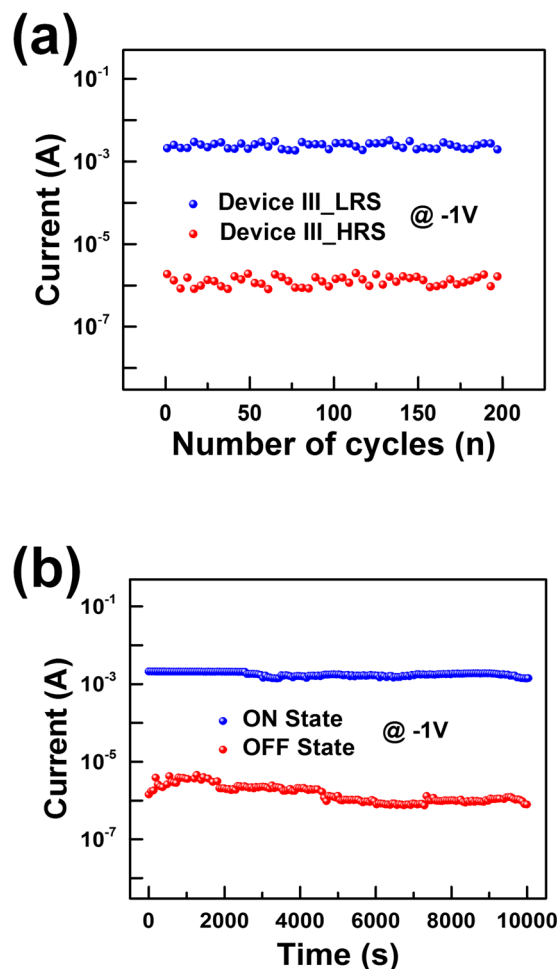 (a)
Current (A)
10⁻¹
10⁻³
10⁻⁵
10⁻⁷
Device III_LRS
Device III_HRS
@ -1V
0 50 100 150 200
Number of cycles (n)
(b)
Current (A)
10⁻¹
10⁻³
10⁻⁵
10⁻⁷
ON State
OFF State
@ -1V
0 2000 4000 6000 8000 10000
Time (s)